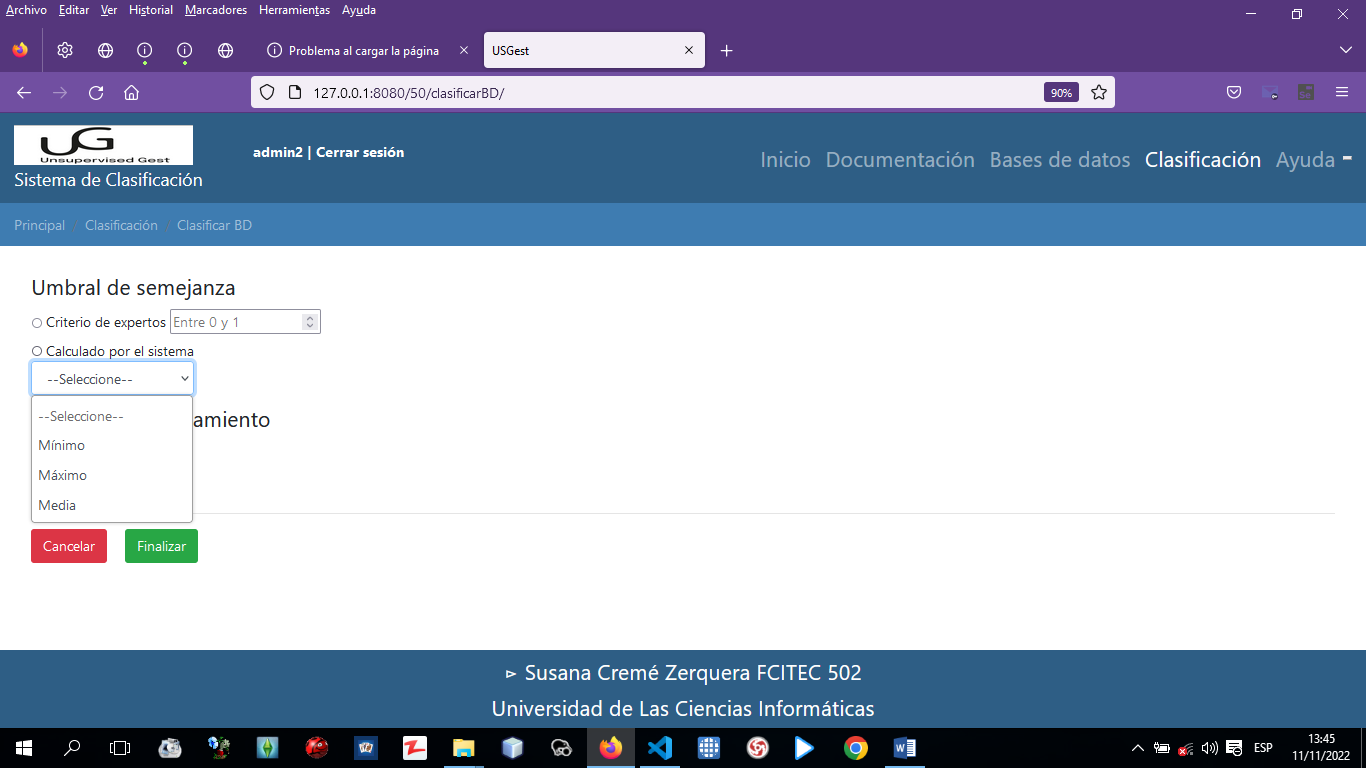 Archivo Editar Ver Historial Marcadores Herramientas Ayuda
Problema al cargar la página
USGest
127.0.0.1:8080/50/clasificarBD/
90%
UG
Unsupervised Gest
Sistema de Clasificación
admin2 | Cerrar sesión
Inicio Documentación Bases de datos Clasificación Ayuda
Principal / Clasificación / Clasificar BD
Umbral de semejanza
Criterio de expertos Entre 0 y 1
Calculado por el sistema
--Seleccione--
--Seleccione--
amiento
Mínimo
Máximo
Media
Cancelar Finalizar
▻ Susana Cremé Zerquera FCITEC 502
Universidad de Las Ciencias Informáticas
ESP
13:45
11/11/2022